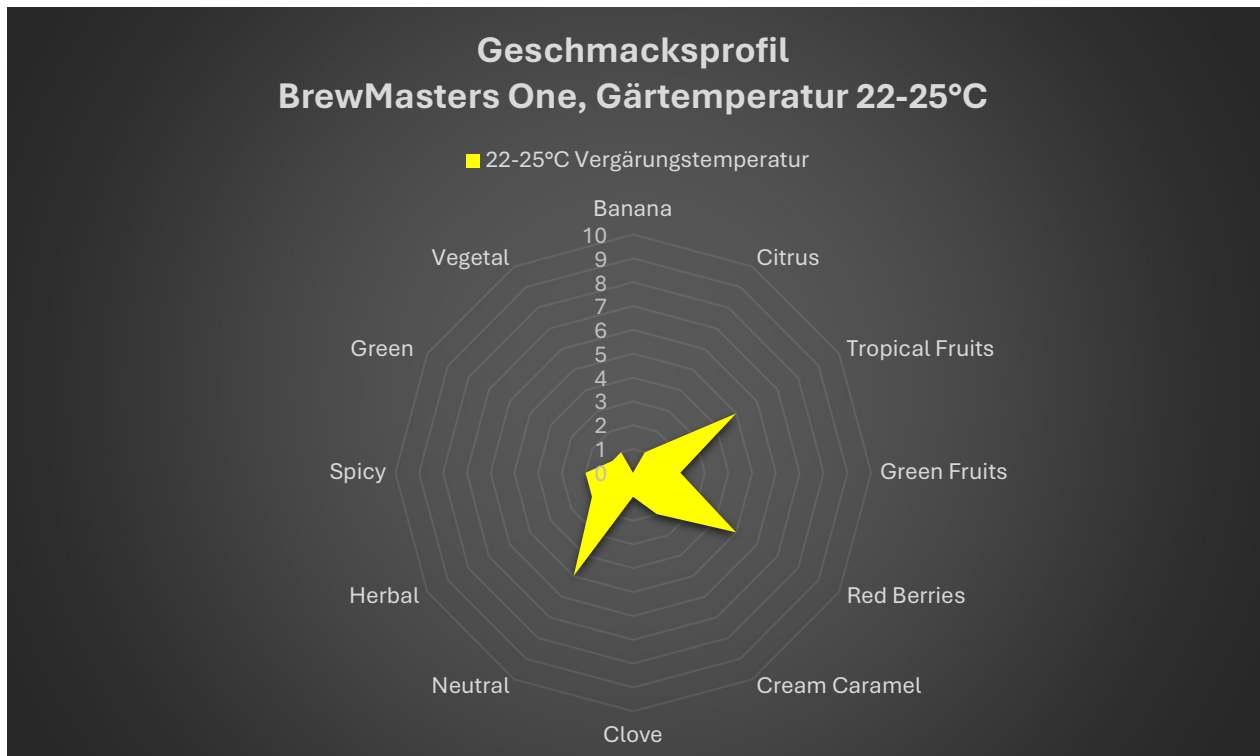 Geschmacksprofil
BrewMasters One, Gärtemperatur 22-25°C
22-25°C Vergärungstemperatur
Banana
10
Vegetal
Citrus
9
8
7
Green
Tropical Fruits
6
5
4
3
2
1
Spicy
0
Green Fruits
Herbal
Red Berries
Neutral
Cream Caramel
Clove